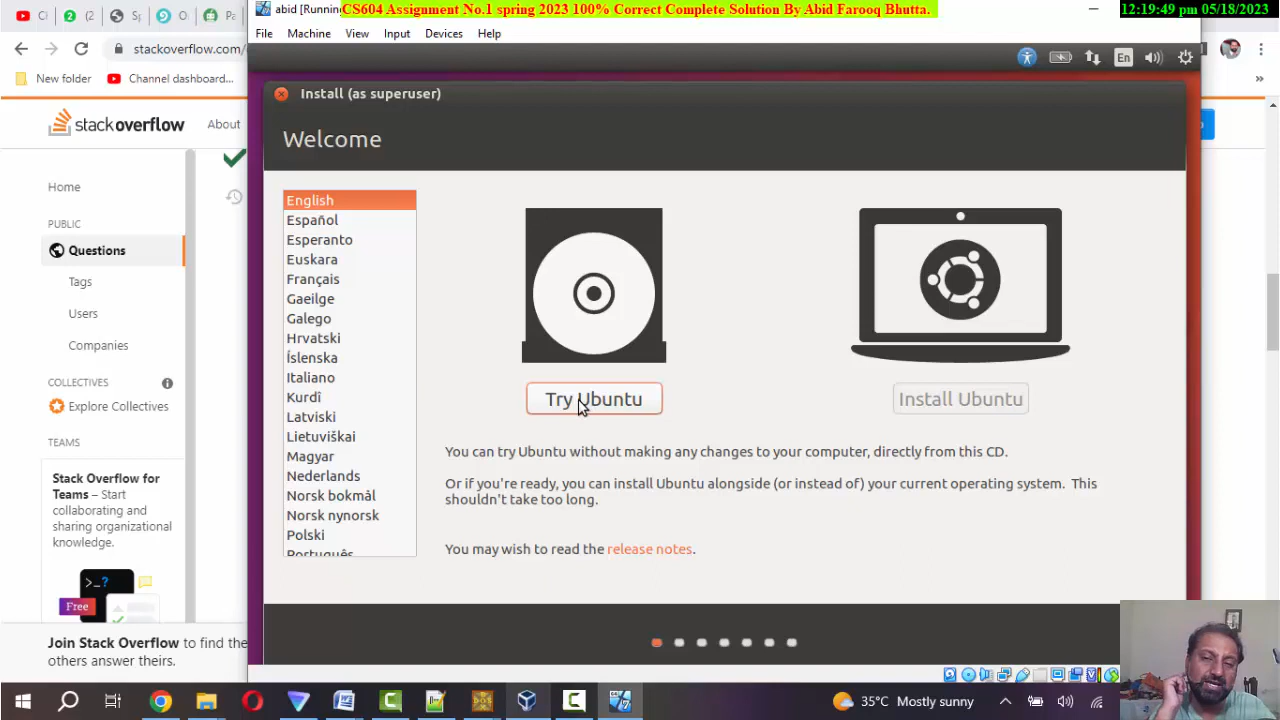 CS604 Assignment No.1 spring 2023 100% Correct Complete Solution By Abid Farooq Bhutta.
12:19:49 pm 05/18/2023
abid [Running
File Machine View Input Devices Help
stackoverflow.com/
New folder
Channel dashboard...
»
En
Install (as superuser)
Welcome
stackoverflow
About
Home
PUBLIC
Questions
Tags
Users
Companies
COLLECTIVES
Explore Collectives
TEAMS
Stack Overflow for
Teams – Start
collaborating and
sharing organizational
knowledge.
>_?
Free
Join Stack Overflow to find the
others answer theirs.
English
Español
Esperanto
Euskara
Français
Gaeilge
Galego
Hrvatski
Íslenska
Italiano
Kurdî
Latviski
Lietuviškai
Magyar
Nederlands
Norsk bokmål
Norsk nynorsk
Polski
Português
Try Ubuntu
Install Ubuntu
You can try Ubuntu without making any changes to your computer, directly from this CD.
Or if you're ready, you can install Ubuntu alongside (or instead of) your current operating system. This
shouldn't take too long.
You may wish to read the release notes.
35°C Mostly sunny